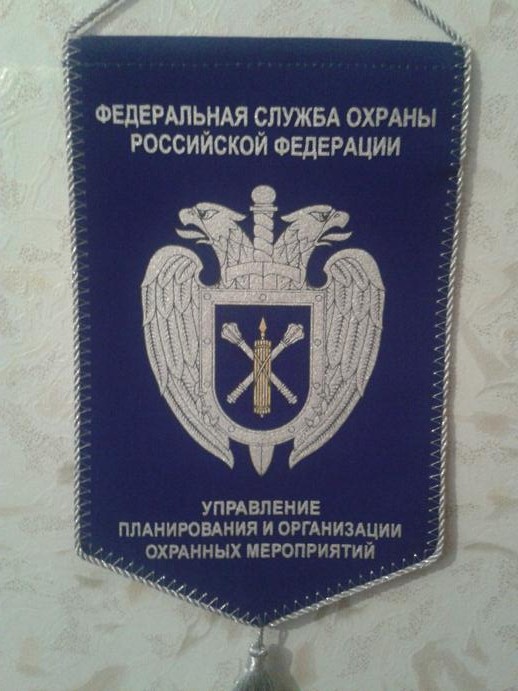 ФЕДЕРАЛЬНАЯ СЛУЖБА ОХРАНЫ
РОССИЙСКОЙ ФЕДЕРАЦИИ
УПРАВЛЕНИЕ
ПЛАНИРОВАНИЯ И ОРГАНИЗАЦИИ
ОХРАННЫХ МЕРОПРИЯТИЙ